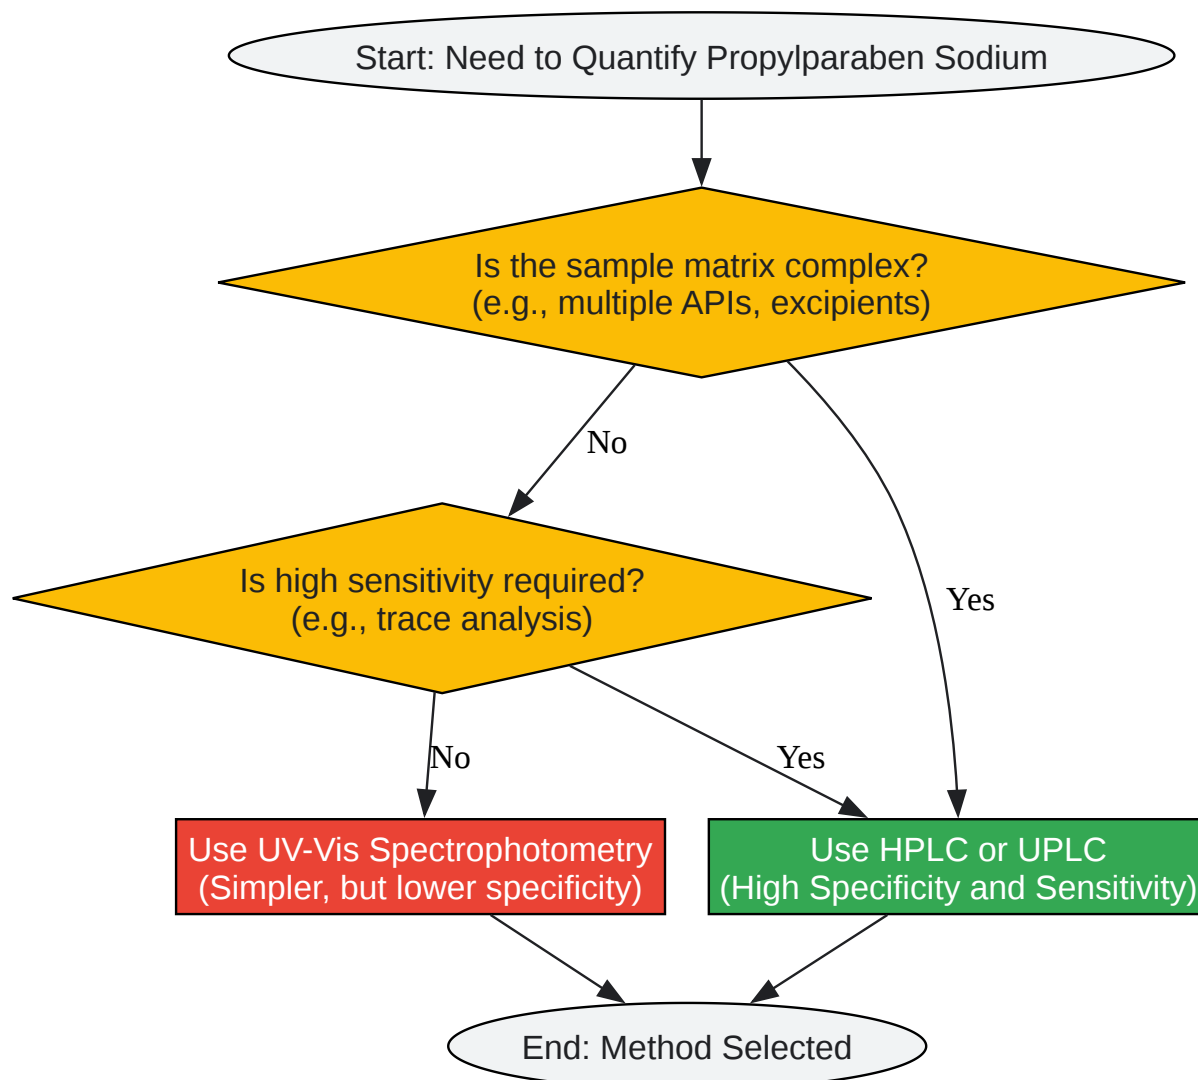 Start: Need to Quantify Propylparaben Sodium
Is the sample matrix complex?
(e.g., multiple APIs, excipients)
No
Yes
Is high sensitivity required?
(e.g., trace analysis)
No
Yes
Use UV-Vis Spectrophotometry
(Simpler, but lower specificity)
Use HPLC or UPLC
(High Specificity and Sensitivity)
End: Method Selected